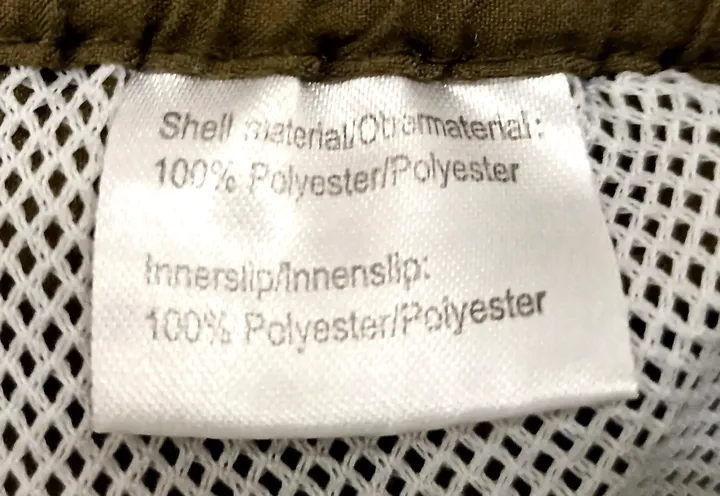 Shell material/Obermaterial:
100% Polyester/Polyester
Innerslip/Innenslip:
100% Polyester/Polyester